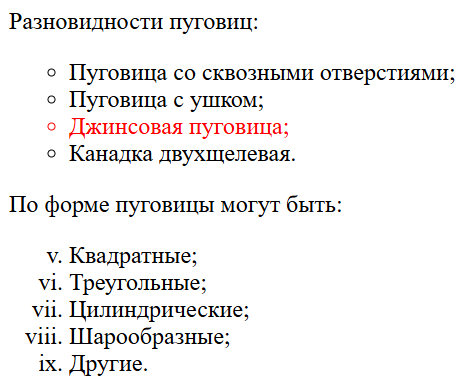 Разновидности пуговиц:
Пуговица со сквозными отверстиями;
Пуговица с ушком;
Джинсовая пуговица;
Канадка двухщелевая.
По форме пуговицы могут быть:
v. Квадратные;
vi. Треугольные;
vii. Цилиндрические;
viii. Шарообразные;
ix. Другие.